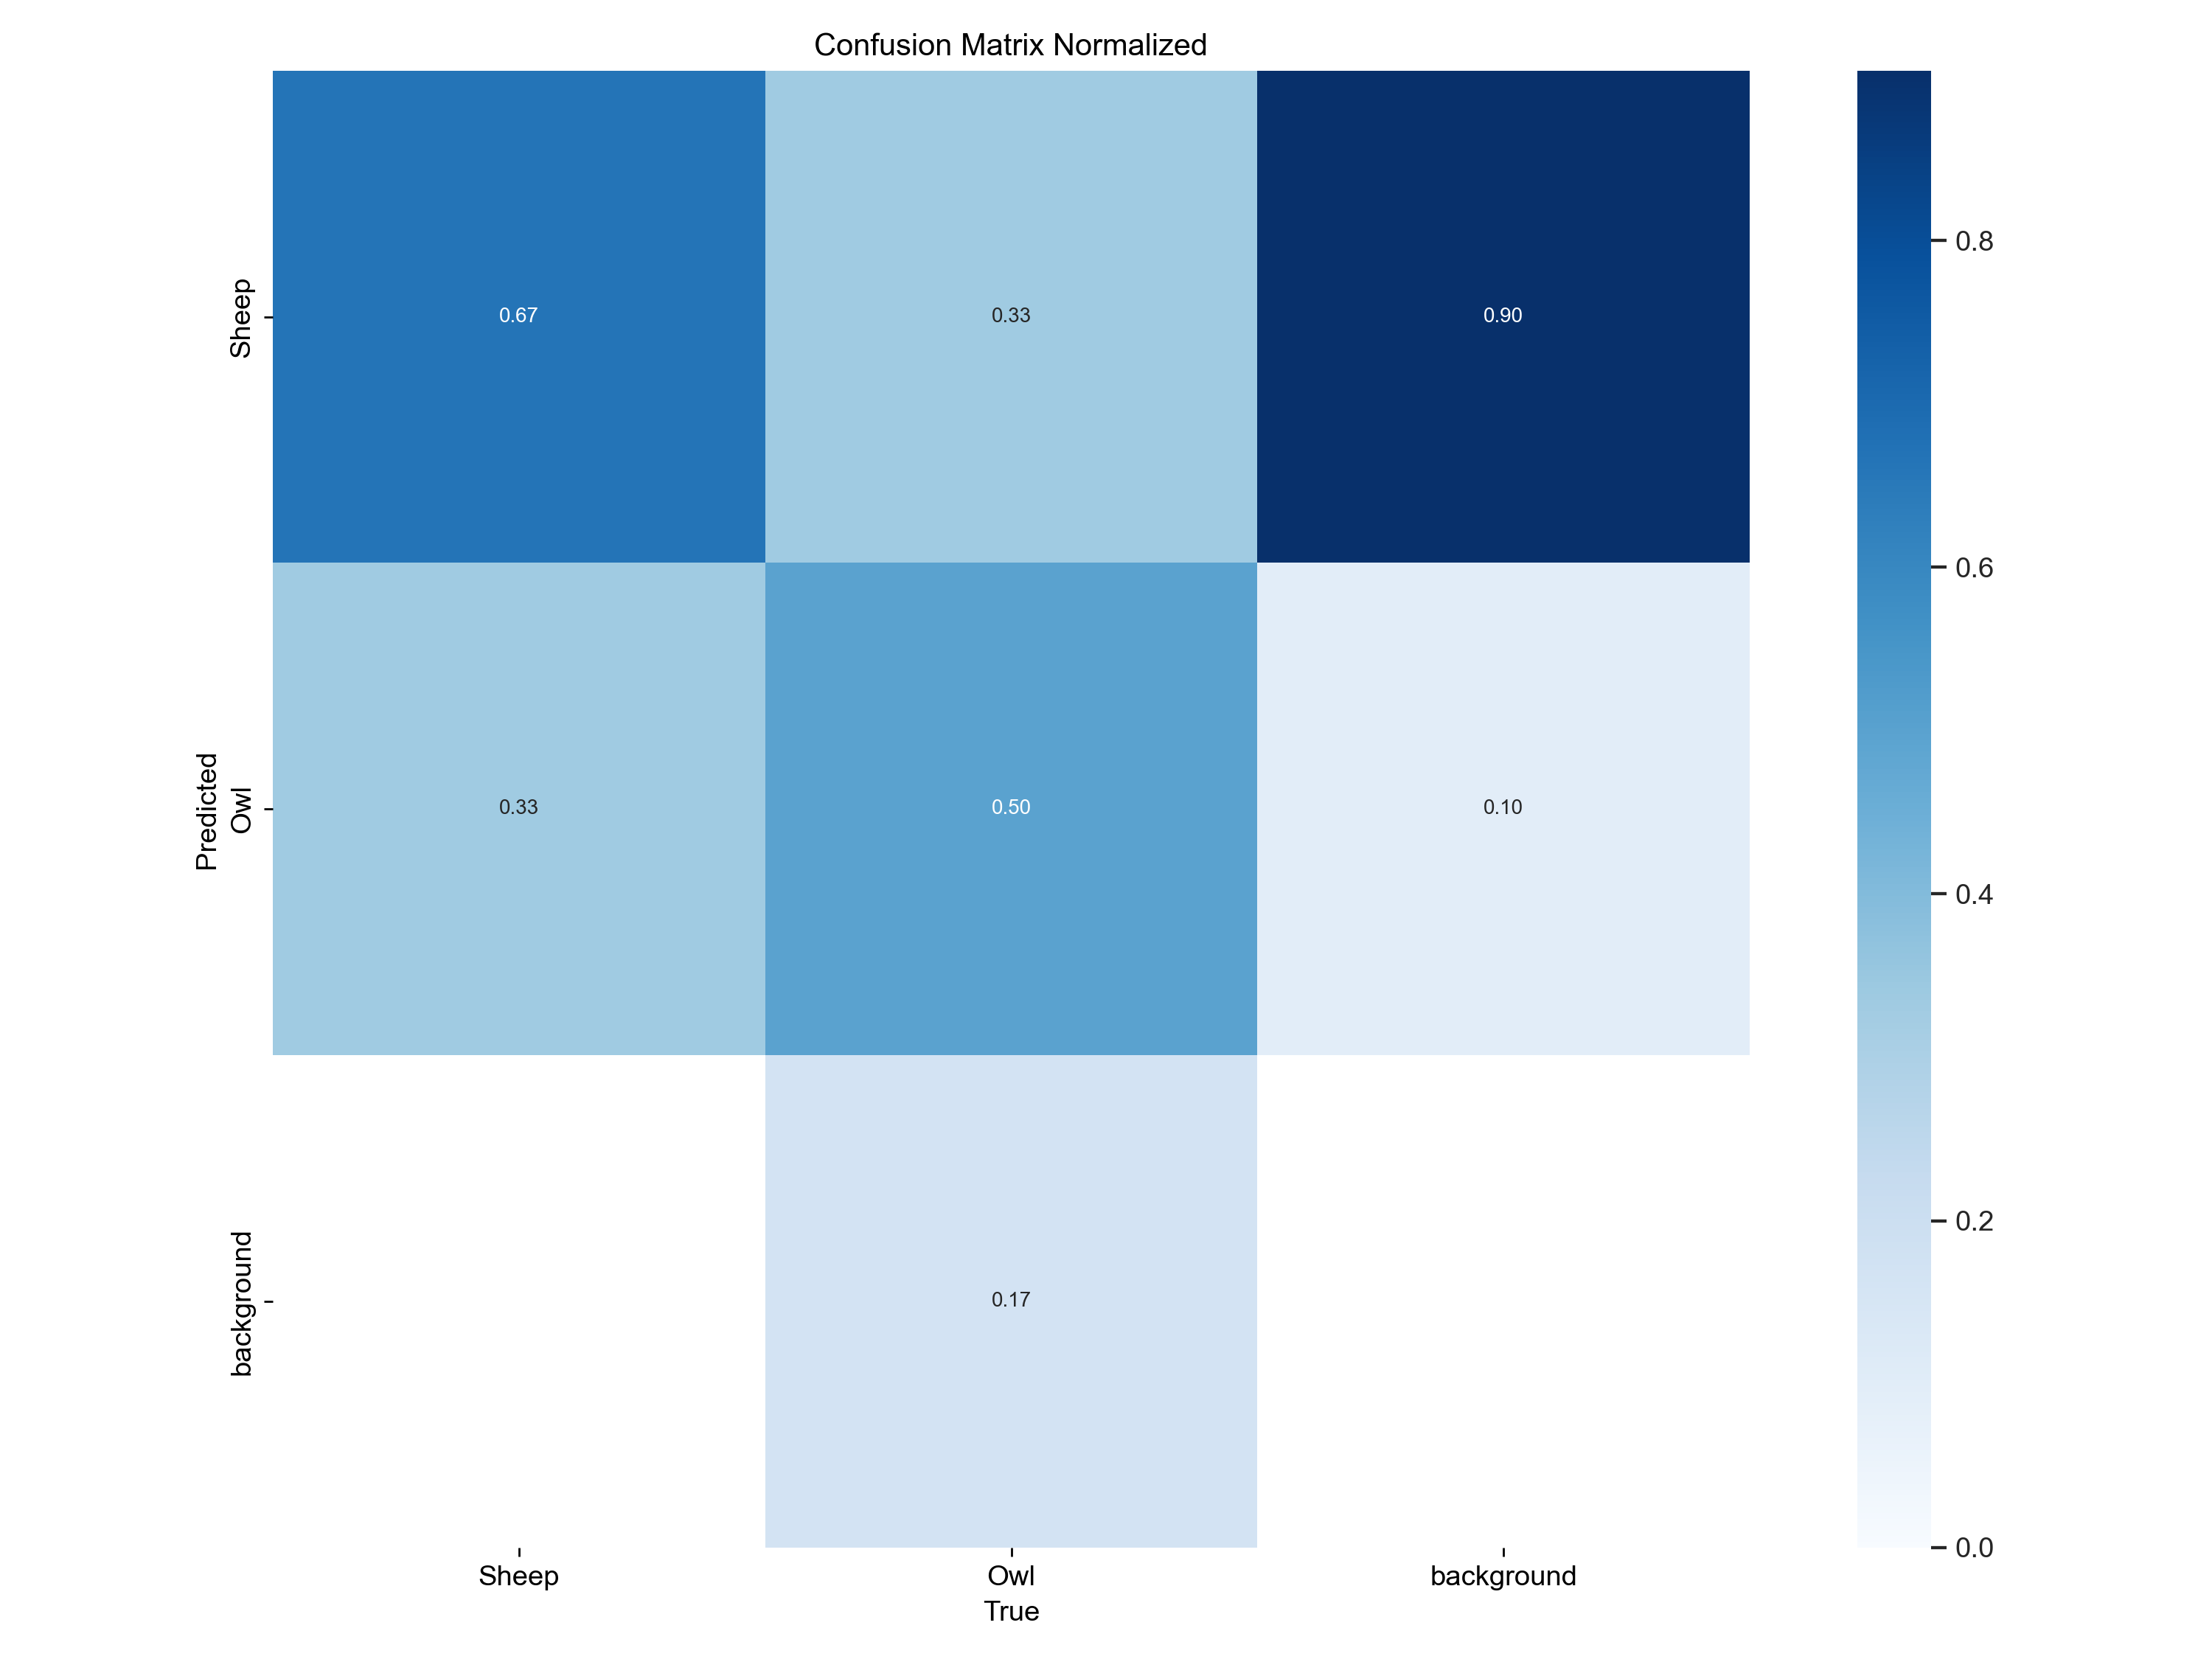 Confusion Matrix Normalized
Sheep
0.67
0.33
0.90
Predicted
Owl
0.33
0.50
0.10
background
0.17
Sheep
Owl
background
True
0.8
0.6
0.4
0.2
0.0